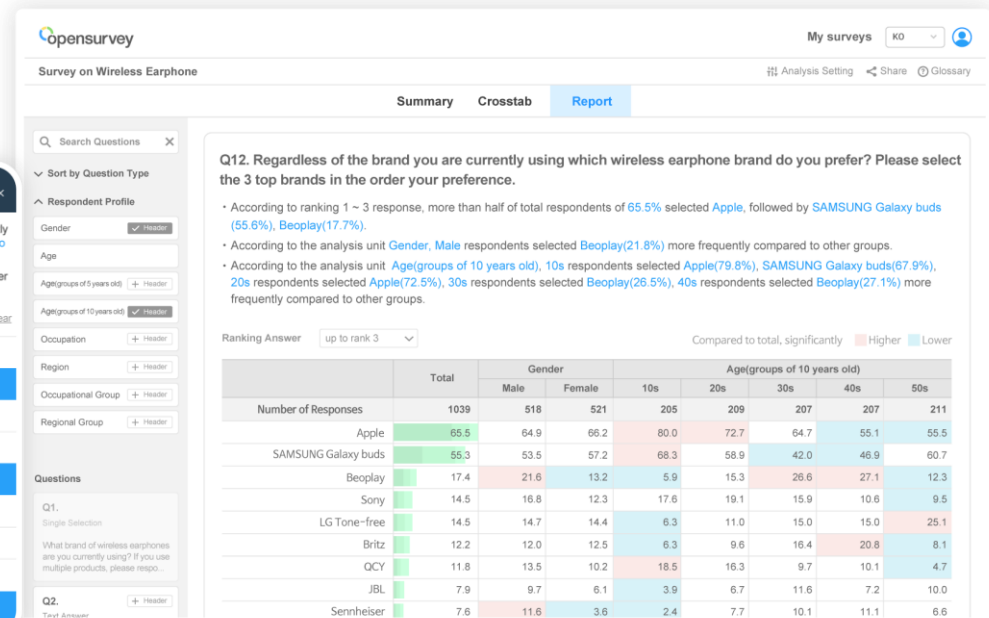 opensurvey
My surveys KO
Survey on Wireless Earphone
Analysis Setting Share Glossary
Summary Crosstab Report
Search Questions
Sort by Question Type
Respondent Profile
Gender Header
Age
Age(groups of 5 years old) + Header
Age(groups of 10 years old) Header
Occupation + Header
Region + Header
Occupational Group + Header
Regional Group + Header
Questions
Q1.
Single Selection
What brand of wireless earphones
are you currently using? If you use
multiple products, please respo...
Q2. + Header
Text Answer
Q12. Regardless of the brand you are currently using which wireless earphone brand do you prefer? Please select
the 3 top brands in the order your preference.
· According to ranking 1 ~ 3 response, more than half of total respondents of 65.5% selected Apple, followed by SAMSUNG Galaxy buds
(55.6%), Beoplay(17.7%).
· According to the analysis unit Gender, Male respondents selected Beoplay(21.8%) more frequently compared to other groups.
· According to the analysis unit Age(groups of 10 years old), 10s respondents selected Apple(79.8%), SAMSUNG Galaxy buds(67.9%),
20s respondents selected Apple(72.5%), 30s respondents selected Beoplay(26.5%), 40s respondents selected Beoplay(27.1%) more
frequently compared to other groups.
Ranking Answer up to rank 3
Compared to total, significantly Higher Lower
Total Gender Age(groups of 10 years old)
Male Female 10s 20s 30s 40s 50s
Number of Responses 1039 518 521 205 209 207 207 211
Apple 65.5 64.9 66.2 80.0 72.7 64.7 55.1 55.5
SAMSUNG Galaxy buds 55.3 53.5 57.2 68.3 58.9 42.0 46.9 60.7
Beoplay 17.4 21.6 13.2 5.9 15.3 26.6 27.1 12.3
Sony 14.5 16.8 12.3 17.6 19.1 15.9 10.6 9.5
LG Tone-free 14.5 14.7 14.4 6.3 11.0 15.0 15.0 25.1
Britz 12.2 12.0 12.5 6.3 9.6 16.4 20.8 8.1
QCY 11.8 13.5 10.2 18.5 16.3 9.7 10.1 4.7
JBL 7.9 9.7 6.1 3.9 6.7 11.6 7.2 10.0
Sennheiser 7.6 11.6 3.6 2.4 7.7 10.1 11.1 6.6